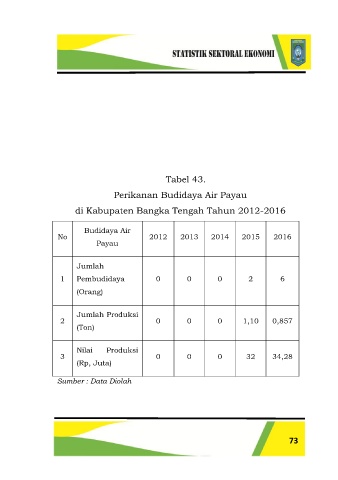 STATISTIK SEKTORAL EKONOMI
Tabel 43.
Perikanan Budidaya Air Payau
di Kabupaten Bangka Tengah Tahun 2012-2016
No Budidaya Air Payau 2012 2013 2014 2015 2016
1 Jumlah Pembudidaya (Orang) 0 0 0 2 6
2 Jumlah Produksi (Ton) 0 0 0 1,10 0,857
3 Nilai Produksi (Rp, Juta) 0 0 0 32 34,28
Sumber : Data Diolah
73